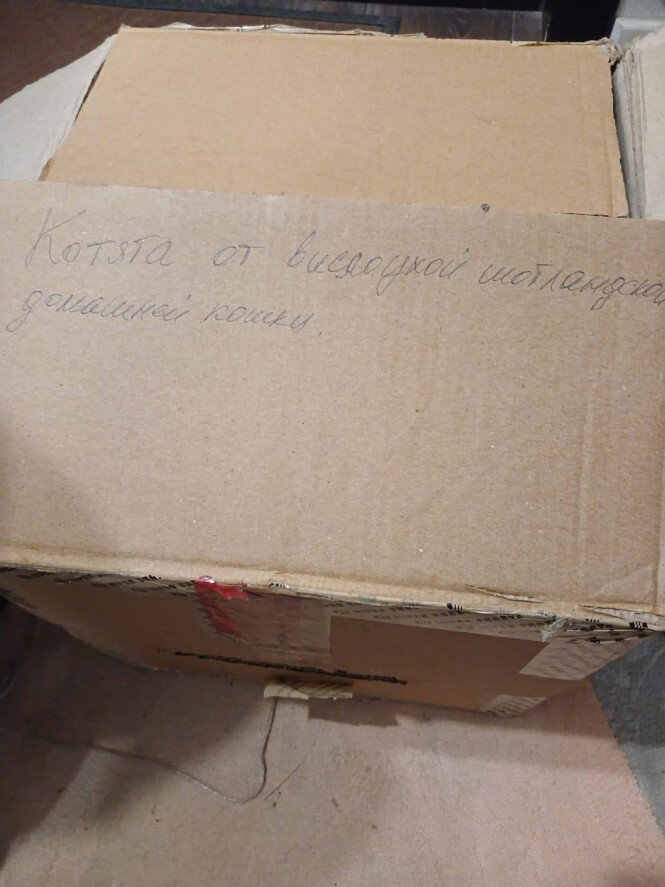 Котята от вислоухой шотландской
домашней кошки.